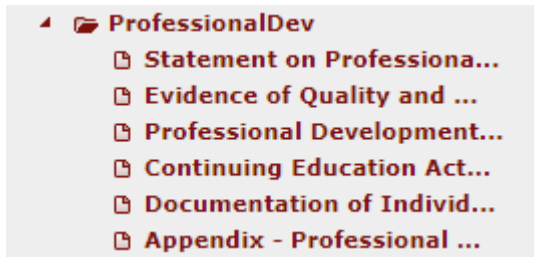 ProfessionalDev
Statement on Professiona...
Evidence of Quality and ...
Professional Development...
Continuing Education Act...
Documentation of Individ...
Appendix - Professional ...